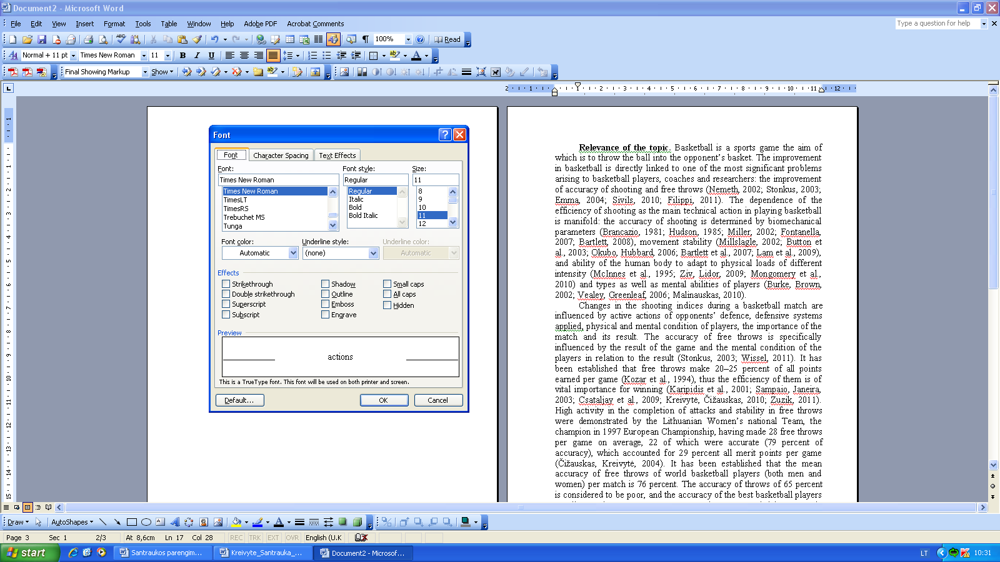 Document2 - Microsoft Word
File Edit View Insert Format Tools Table Window Help Adobe PDF Acrobat Comments
Type a question for help
100% Read
Normal + 11 pt Times New Roman 11 B I U
Final Showing Markup Show
2 1 1 2 3 4 5 6 7 8 9 10 11 12
Font
Font Character Spacing Text Effects
Font: Font style: Size:
Times New Roman Regular 11
Times New Roman Regular 8
TimesLT Italic 9
TimesRS Bold 10
Trebuchet MS Bold Italic 11
Tunga 12
Font color: Underline style: Underline color:
Automatic (none) Automatic
Effects
Strikethrough Shadow Small caps
Double strikethrough Outline All caps
Superscript Emboss Hidden
Subscript Engrave
Preview
actions
This is a TrueType font. This font will be used on both printer and screen.
Default... OK Cancel
Relevance of the topic. Basketball is a sports game the aim of
which is to throw the ball into the opponent’s basket. The improvement
in basketball is directly linked to one of the most significant problems
arising to basketball players, coaches and researchers: the improvement
of accuracy of shooting and free throws (Nemeth, 2002; Stonkus, 2003;
Emma, 2004; Sivils, 2010; Filippi, 2011). The dependence of the
efficiency of shooting as the main technical action in playing basketball
is manifold: the accuracy of shooting is determined by biomechanical
parameters (Brancazio, 1981; Hudson, 1985; Miller, 2002; Fontanella,
2007; Bartlett, 2008), movement stability (Millslagle, 2002; Button et
al., 2003; Okubo, Hubbard, 2006; Bartlett et al., 2007; Lam et al., 2009),
and ability of the human body to adapt to physical loads of different
intensity (McInnes et al., 1995; Ziv, Lidor, 2009; Mongomery et al.,
2010) and types as well as mental abilities of players (Burke, Brown,
2002; Vealey, Greenleaf, 2006; Malinauskas, 2010).
Changes in the shooting indices during a basketball match are
influenced by active actions of opponents’ defence, defensive systems
applied, physical and mental condition of players, the importance of the
match and its result. The accuracy of free throws is specifically
influenced by the result of the game and the mental condition of the
players in relation to the result (Stonkus, 2003; Wissel, 2011). It has
been established that free throws make 20–25 percent of all points
earned per game (Kozar et al., 1994), thus the efficiency of them is of
vital importance for winning (Karipidis et al., 2001; Sampaio, Janeira,
2003; Csataljay et al., 2009; Kreivytė, Čižauskas, 2010; Zuzik, 2011).
High activity in the completion of attacks and stability in free throws
were demonstrated by the Lithuanian Women’s national Team, the
champion in 1997 European Championship, having made 28 free throws
per game on average, 22 of which were accurate (79 percent of
accuracy), which accounted for 29 percent all merit points per game
(Čižauskas, Kreivytė, 2004). It has been established that the mean
accuracy of free throws of world basketball players (both men and
women) per match is 76 percent. The accuracy of throws of 65 percent
is considered to be poor, and the accuracy of the best basketball players
Draw AutoShapes
Page 3 Sec 1 2/3 At 8,6cm Ln 17 Col 28 REC TRK EXT OVR English (U.K
start Santraukos parengim... Kreivyte_Santrauka_... Document2 - Microsof... LT 10:31